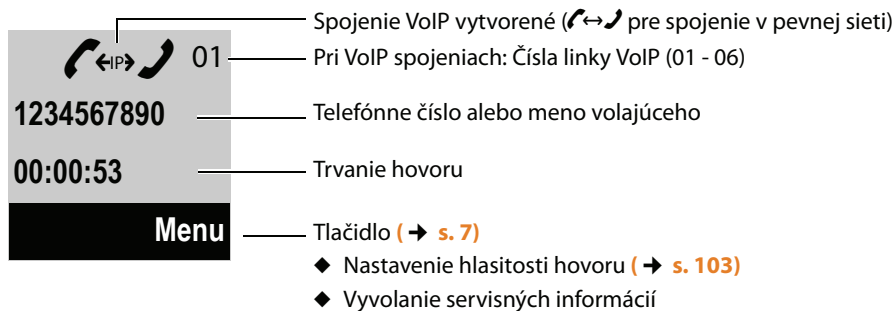 Spojenie VoIP vytvorené (↔ pre spojenie v pevnej sieti)
IP 01
Pri VoIP spojeniach: Čísla linky VoIP (01 - 06)
1234567890
Telefónne číslo alebo meno volajúceho
00:00:53
Trvanie hovoru
Menu
Tlačidlo ( ➔ s. 7)
◆ Nastavenie hlasitosti hovoru ( ➔ s. 103)
◆ Vyvolanie servisných informácií